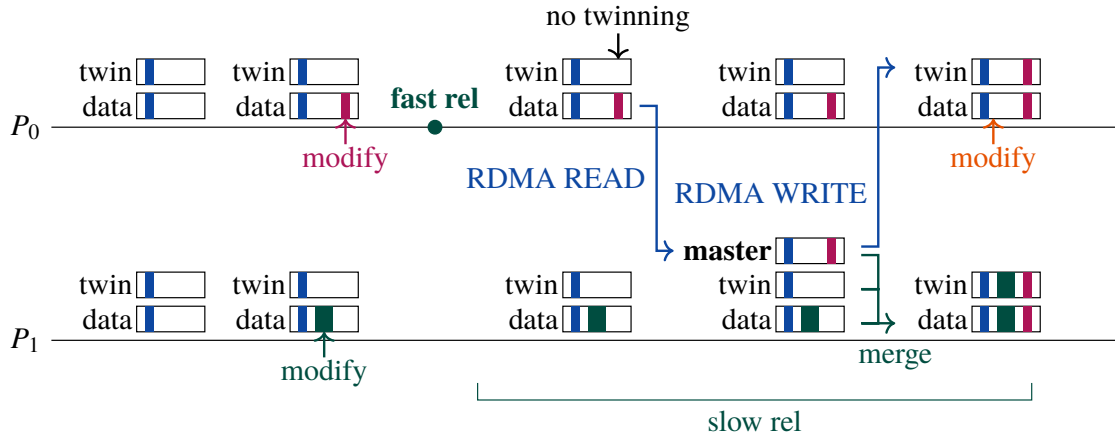 no twinning
twin twin twin twin twin
data data fast rel data data data
P₀
modify modify
RDMA READ RDMA WRITE
master
twin twin twin twin twin
data data data data data
P₁
modify merge
slow rel